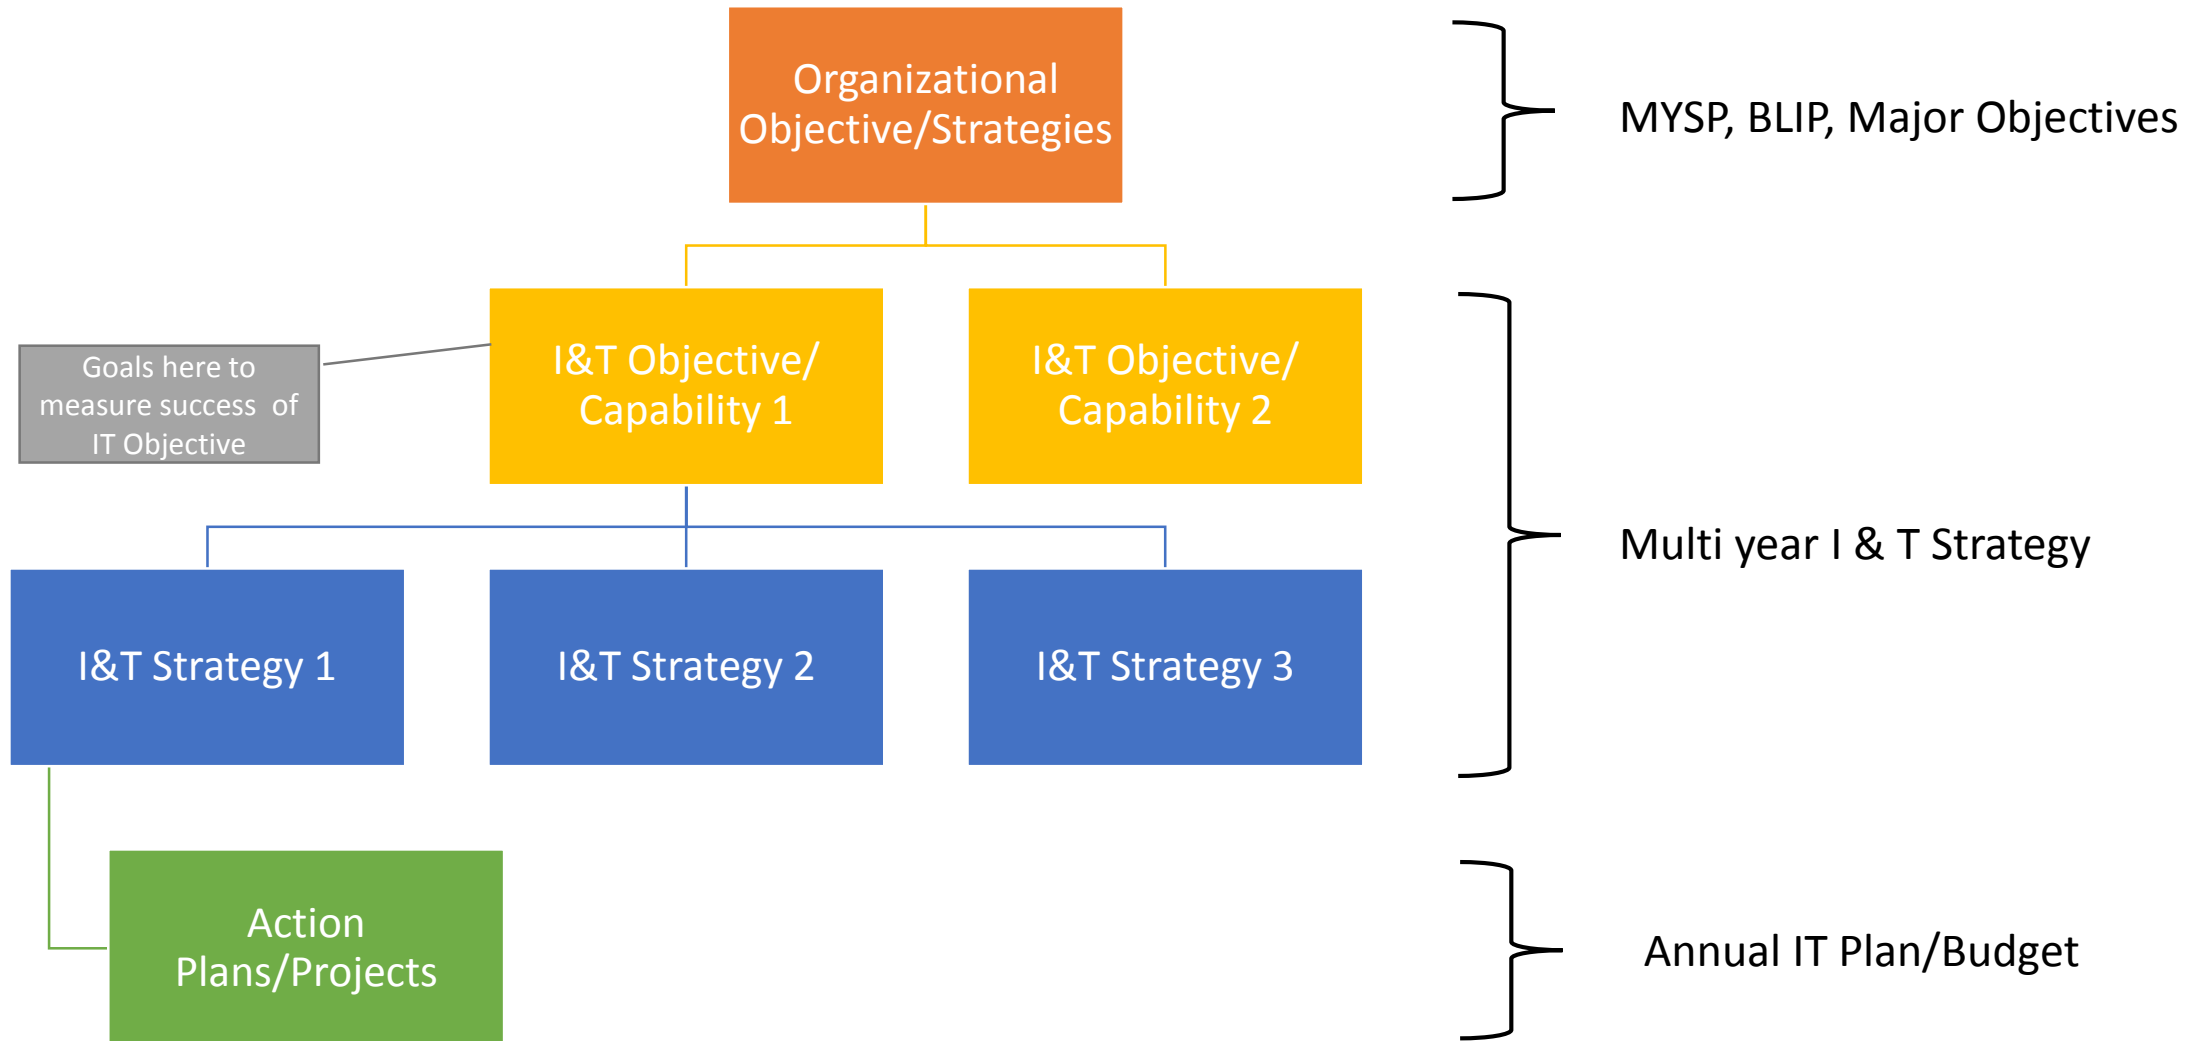 Organizational
Objective/Strategies
MYSP, BLIP, Major Objectives
Goals here to
measure success  of
IT Objective
I&T Objective/
Capability 1
I&T Objective/
Capability 2
Multi year I & T Strategy
I&T Strategy 1
I&T Strategy 2
I&T Strategy 3
Action
Plans/Projects
Annual IT Plan/Budget